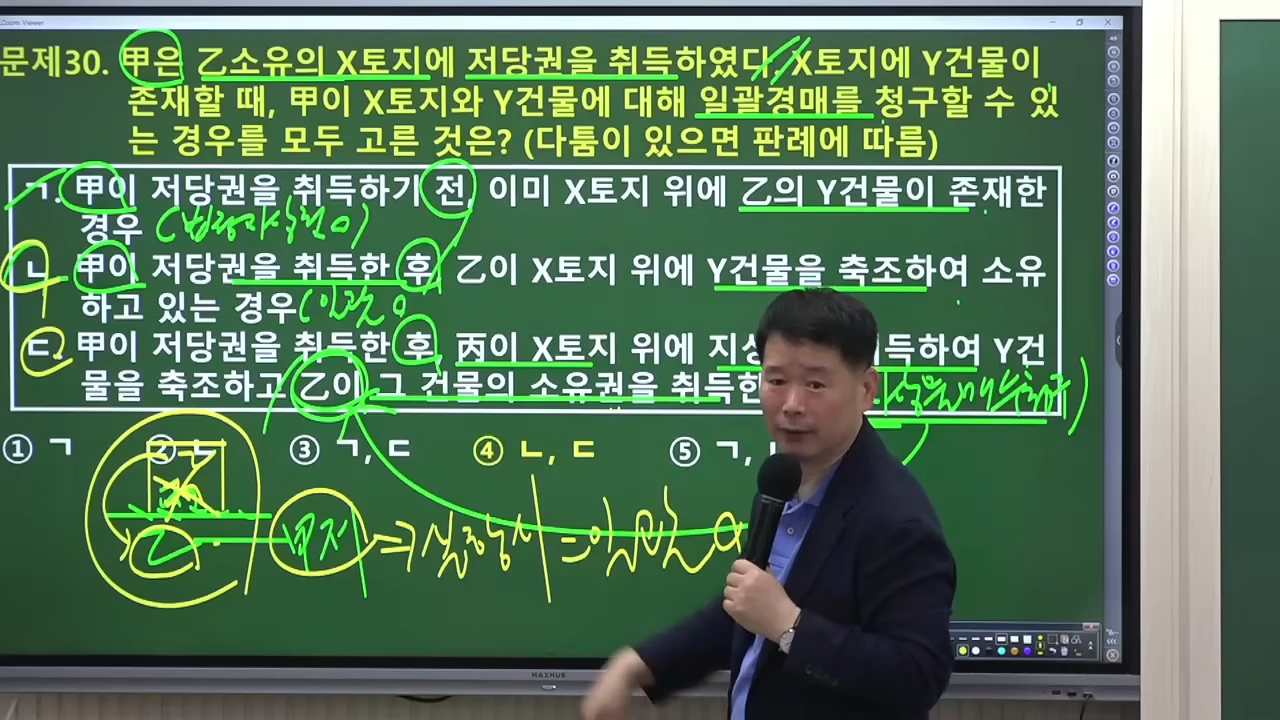 Zoom Viewer
문제30. 甲은 乙소유의 X토지에 저당권을 취득하였다. X토지에 Y건물이
존재할 때, 甲이 X토지와 Y건물에 대해 일괄경매를 청구할 수 있
는 경우를 모두 고른 것은? (다툼이 있으면 판례에 따름)
ㄱ. 甲이 저당권을 취득하기 전, 이미 X토지 위에 乙의 Y건물이 존재한
경우
ㄴ 甲이 저당권을 취득한 후 乙이 X토지 위에 Y건물을 축조하여 소유
하고 있는 경우
ㄷ. 甲이 저당권을 취득한 후, 丙이 X토지 위에 득하여 Y건
물을 축조하고 乙이 그 건물의 소유권을 취득한
① ㄱ ② ㄴ ③ ㄱ, ㄷ ④ ㄴ, ㄷ ⑤ ㄱ,
MAXHUB